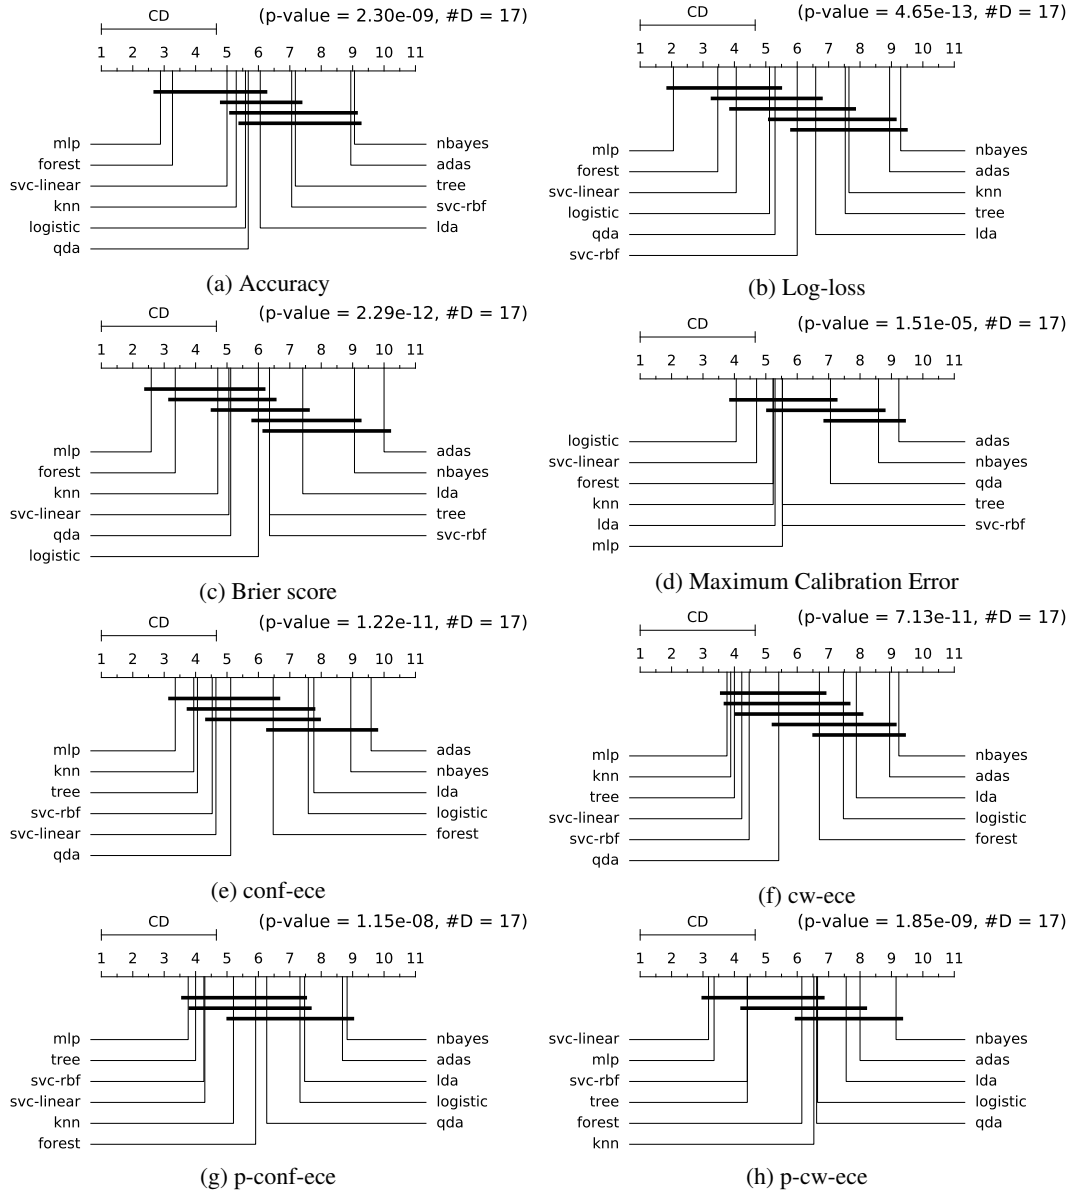 CD (p-value = 2.30e-09, #D = 17)
1 2 3 4 5 6 7 8 9 10 11
mlp nbayes
forest adas
svc-linear tree
knn svc-rbf
logistic lda
qda
(a) Accuracy
CD (p-value = 4.65e-13, #D = 17)
1 2 3 4 5 6 7 8 9 10 11
mlp nbayes
forest adas
svc-linear knn
logistic tree
qda lda
svc-rbf
(b) Log-loss
CD (p-value = 2.29e-12, #D = 17)
1 2 3 4 5 6 7 8 9 10 11
mlp adas
forest nbayes
knn lda
svc-linear tree
qda svc-rbf
logistic
(c) Brier score
CD (p-value = 1.51e-05, #D = 17)
1 2 3 4 5 6 7 8 9 10 11
logistic adas
svc-linear nbayes
forest qda
knn tree
lda svc-rbf
mlp
(d) Maximum Calibration Error
CD (p-value = 1.22e-11, #D = 17)
1 2 3 4 5 6 7 8 9 10 11
mlp adas
knn nbayes
tree lda
svc-rbf logistic
svc-linear forest
qda
(e) conf-ece
CD (p-value = 7.13e-11, #D = 17)
1 2 3 4 5 6 7 8 9 10 11
mlp nbayes
knn adas
tree lda
svc-linear logistic
svc-rbf forest
qda
(f) cw-ece
CD (p-value = 1.15e-08, #D = 17)
1 2 3 4 5 6 7 8 9 10 11
mlp nbayes
tree adas
svc-rbf lda
svc-linear logistic
knn qda
forest
(g) p-conf-ece
CD (p-value = 1.85e-09, #D = 17)
1 2 3 4 5 6 7 8 9 10 11
svc-linear nbayes
mlp adas
svc-rbf lda
tree logistic
forest qda
knn
(h) p-cw-ece